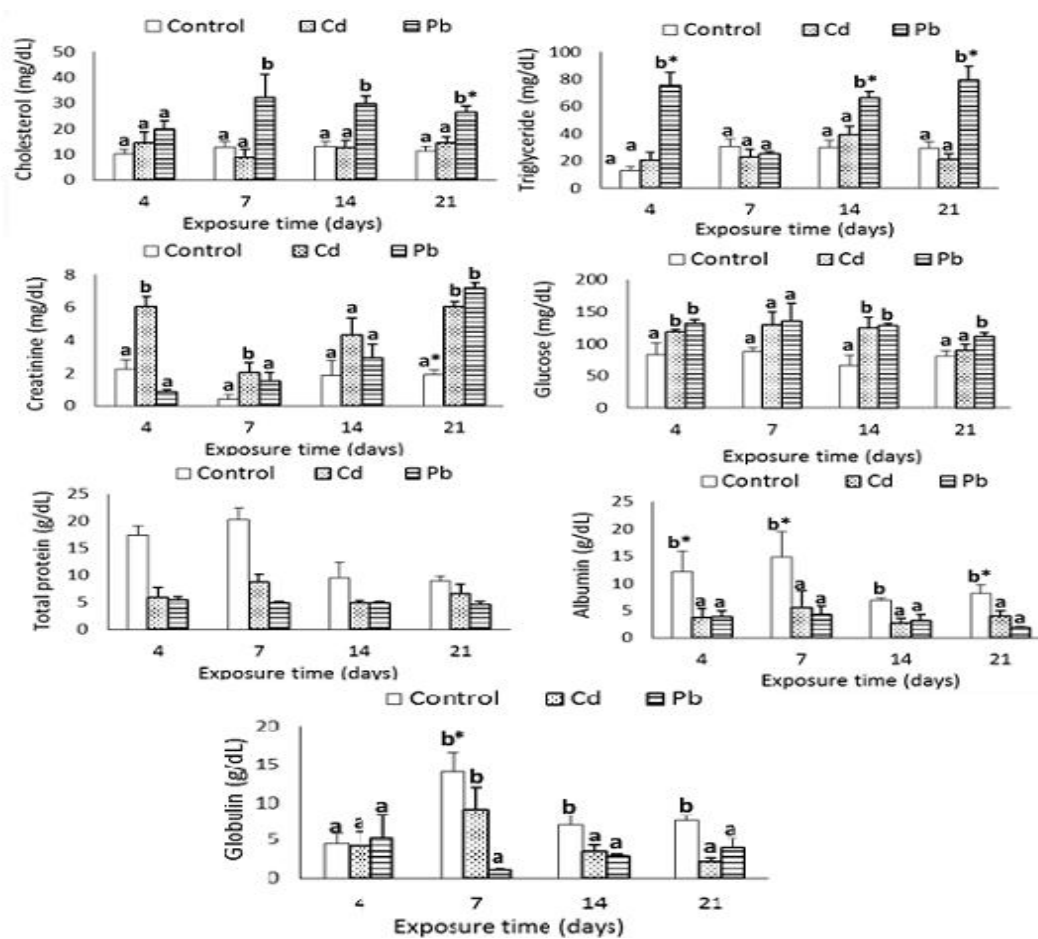 Control Cd Pb
Cholesterol (mg/dL)
50
40
30
20
10
0
a a a a a b a a b a a b*
4 7 14 21
Exposure time (days)
Control Cd Pb
Triglyceride (mg/dL)
100
80
60
40
20
0
a a b* a a a a a b* a a b*
4 7 14 21
Exposure time (days)
Control Cd Pb
Creatinine (mg/dL)
8
6
4
2
0
a b a a b a a a a a* b b
4 7 14 21
Exposure time (days)
Control Cd Pb
Glucose (mg/dL)
200
150
100
50
0
a b b a a a a b b a a b
4 7 14 21
Exposure time (days)
Control Cd Pb
Total protein (g/dL)
25
20
15
10
5
0
4 7 14 21
Exposure time (days)
Control Cd Pb
Albumin (g/dL)
25
20
15
10
5
0
b* a a b* a a b a a b* a a
4 7 14 21
Exposure time (days)
Control Cd Pb
Globulin (g/dL)
20
15
10
5
0
a a a b* b a b a a b a a
4 7 14 21
Exposure time (days)